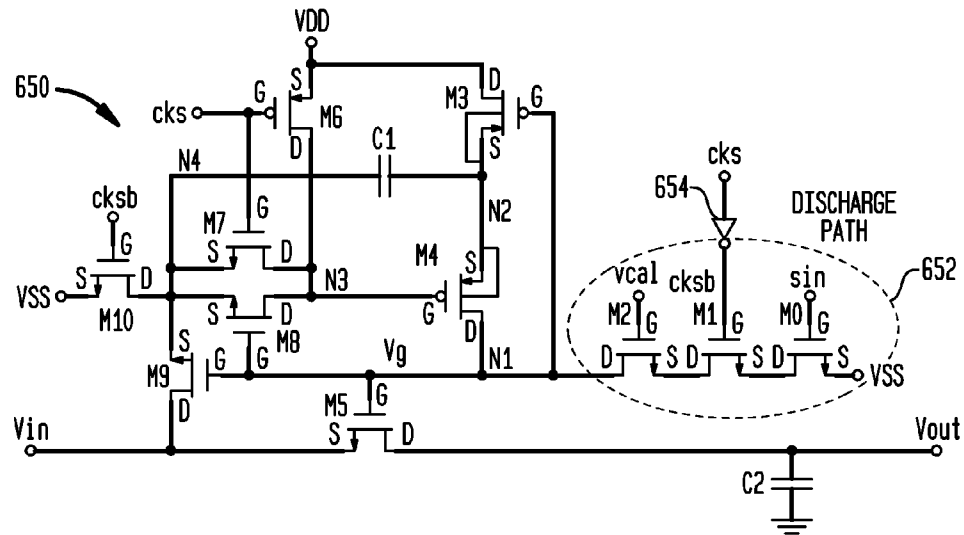 VDD
650
cks
G
S
M6
D
M3
D
G
S
C1
N4
cks
654
DISCHARGE
PATH
cksb
G
M7
G
N2
652
S
D
S
D
M4
S
vcal
cksb
sin
VSS
M10
N3
G
D
M2
G
M1
G
M0
G
S
D
M8
G
S
M9
G
Vg
N1
D
S
D
S
D
S
VSS
D
M5
G
Vin
S
D
Vout
C2